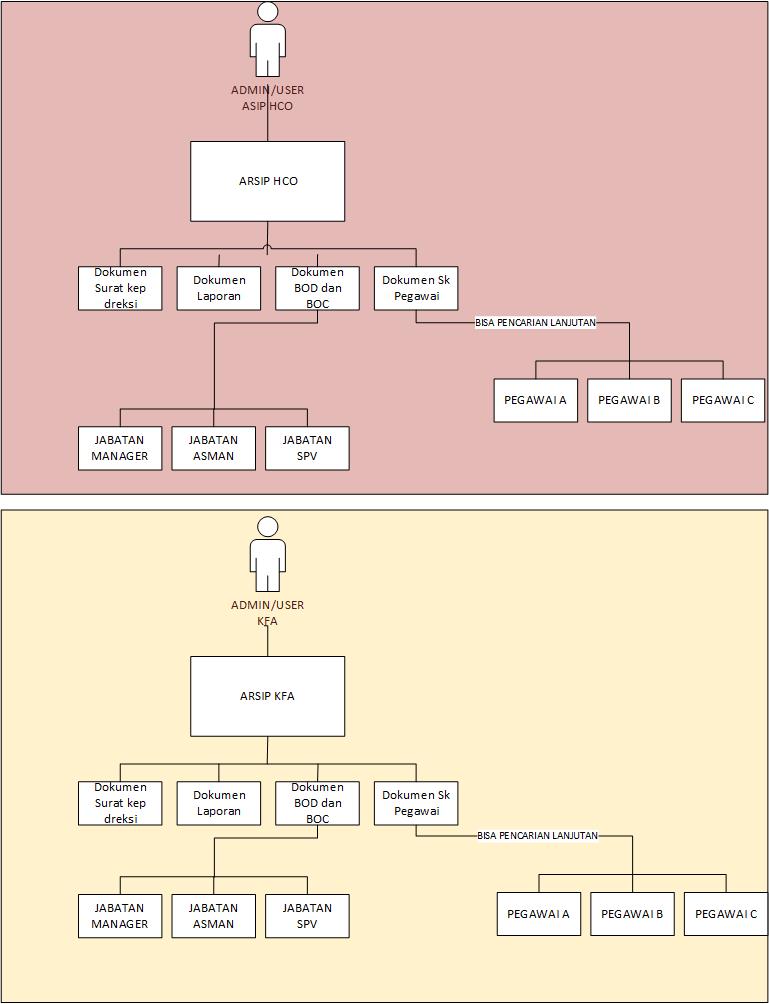 ADMIN/USER
ASIP HCO
ARSIP HCO
Dokumen
Surat kep
dreksi
Dokumen
Laporan
Dokumen
BOD dan
BOC
Dokumen Sk
Pegawai
BISA PENCARIAN LANJUTAN
PEGAWAI A
PEGAWAI B
PEGAWAI C
JABATAN
MANAGER
JABATAN
ASMAN
JABATAN
SPV
ADMIN/USER
KFA
ARSIP KFA
Dokumen
Surat kep
dreksi
Dokumen
Laporan
Dokumen
BOD dan
BOC
Dokumen Sk
Pegawai
BISA PENCARIAN LANJUTAN
JABATAN
MANAGER
JABATAN
ASMAN
JABATAN
SPV
PEGAWAI A
PEGAWAI B
PEGAWAI C